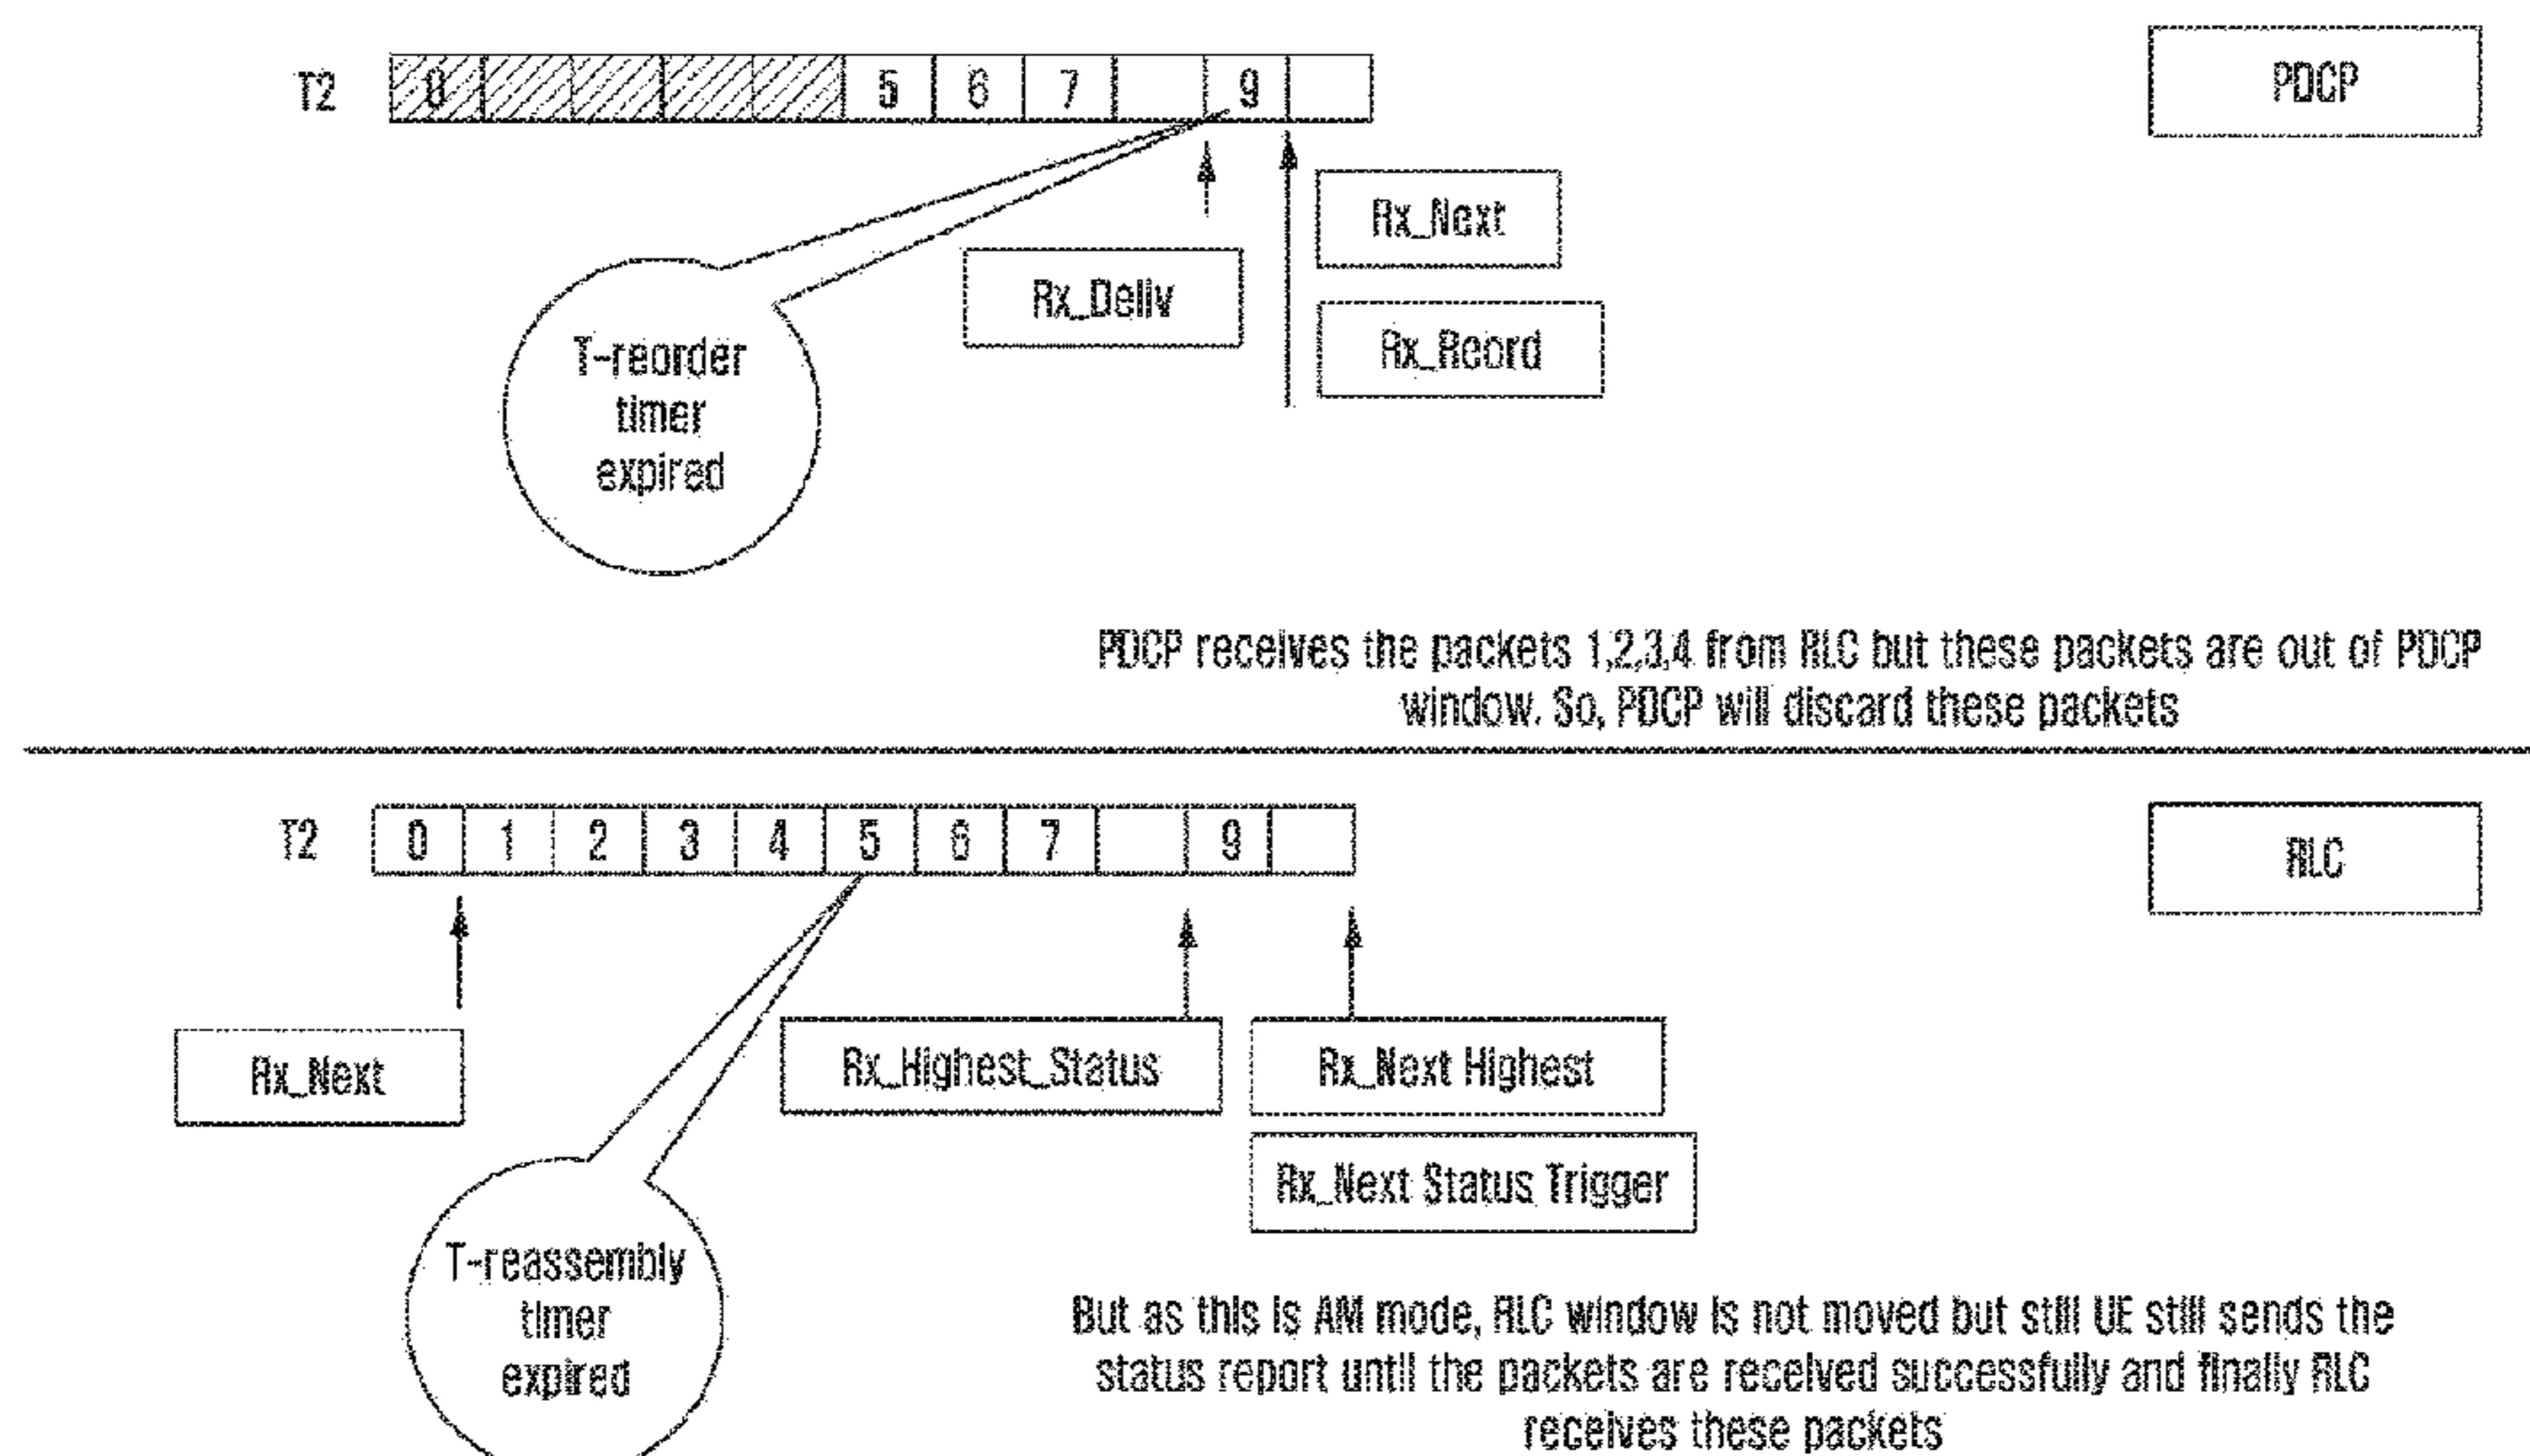 T2 0 5 6 7 9
PDCP
Rx_Next
Rx_Deliv
Rx_Reord
T-reorder
timer
expired
PDCP receives the packets 1,2,3,4 from RLC but these packets are out of PDCP
window. So, PDCP will discard these packets
T2 0 1 2 3 4 5 6 7 9
RLC
Rx_Next
Rx_Highest_Status
Rx_Next Highest
Rx_Next Status Trigger
T-reassembly
timer
expired
But as this is AM mode, RLC window is not moved but still UE still sends the
status report until the packets are received successfully and finally RLC
receives these packets